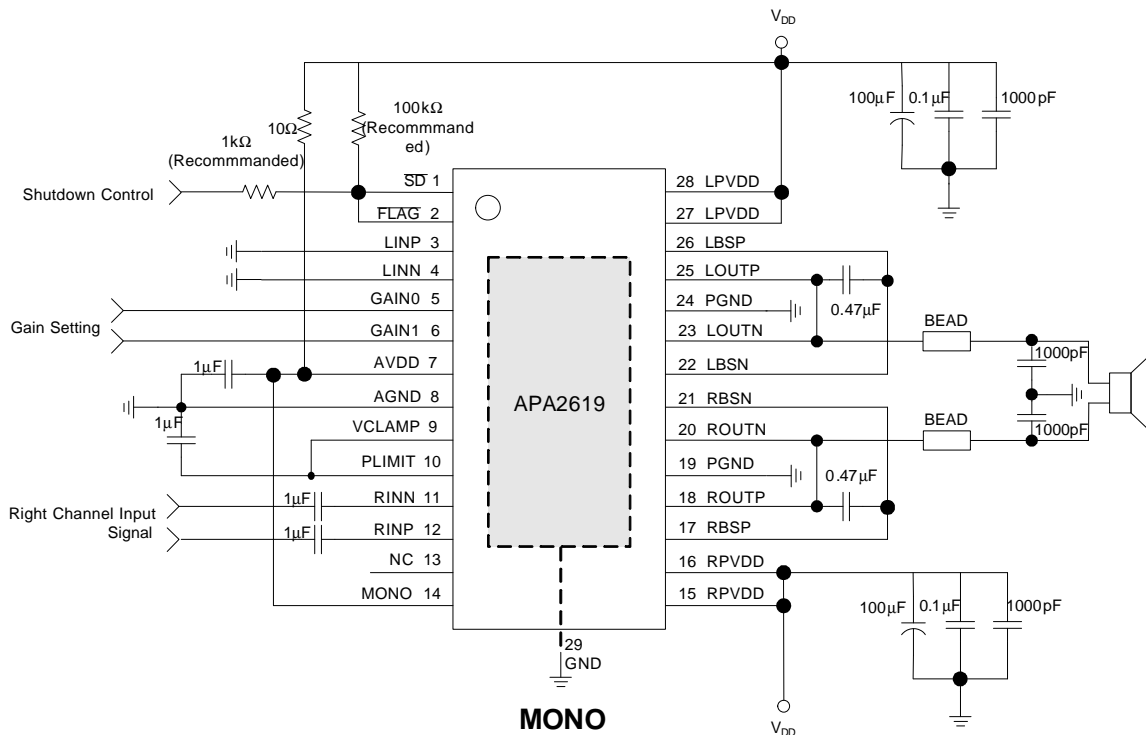 VDD
100µF
0.1µF
1000pF
10Ω
100kΩ
(Recommmand
ed)
1kΩ
(Recommmanded)
Shutdown Control
SD 1
FLAG 2
LINP 3
LINN 4
GAIN0 5
Gain Setting
GAIN1 6
1µF
AVDD 7
AGND 8
1µF
VCLAMP 9
PLIMIT 10
1µF
RINN 11
Right Channel Input
Signal
1µF
RINP 12
NC 13
MONO 14
APA2619
28 LPVDD
27 LPVDD
26 LBSP
25 LOUTP
24 PGND
0.47µF
23 LOUTN
BEAD
22 LBSN
1000pF
21 RBSN
20 ROUTN
BEAD
1000pF
19 PGND
0.47µF
18 ROUTP
17 RBSP
16 RPVDD
15 RPVDD
100µF
0.1µF
1000pF
29
GND
MONO
VDD